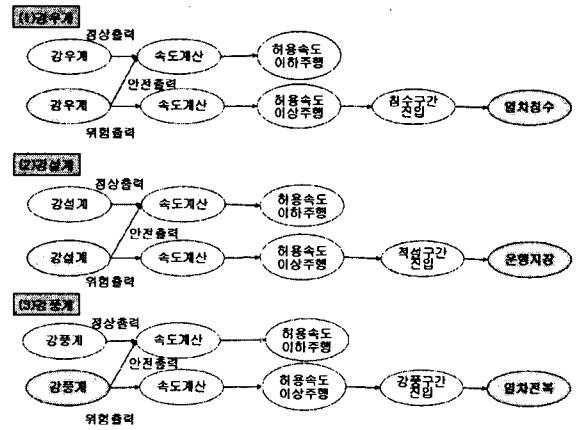 (1)강우계
정상출력
강우계
속도계산
허용속도
이하주행
안전출력
강우계
속도계산
허용속도
이상주행
침수구간
진입
열차침수
위험출력
(2)강설계
정상출력
강설계
속도계산
허용속도
이하주행
안전출력
강설계
속도계산
허용속도
이상주행
적설구간
진입
운행지장
위험출력
(3)강풍계
정상출력
강풍계
속도계산
허용속도
이하주행
안전출력
강풍계
속도계산
허용속도
이상주행
강풍구간
진입
열차전복
위험출력